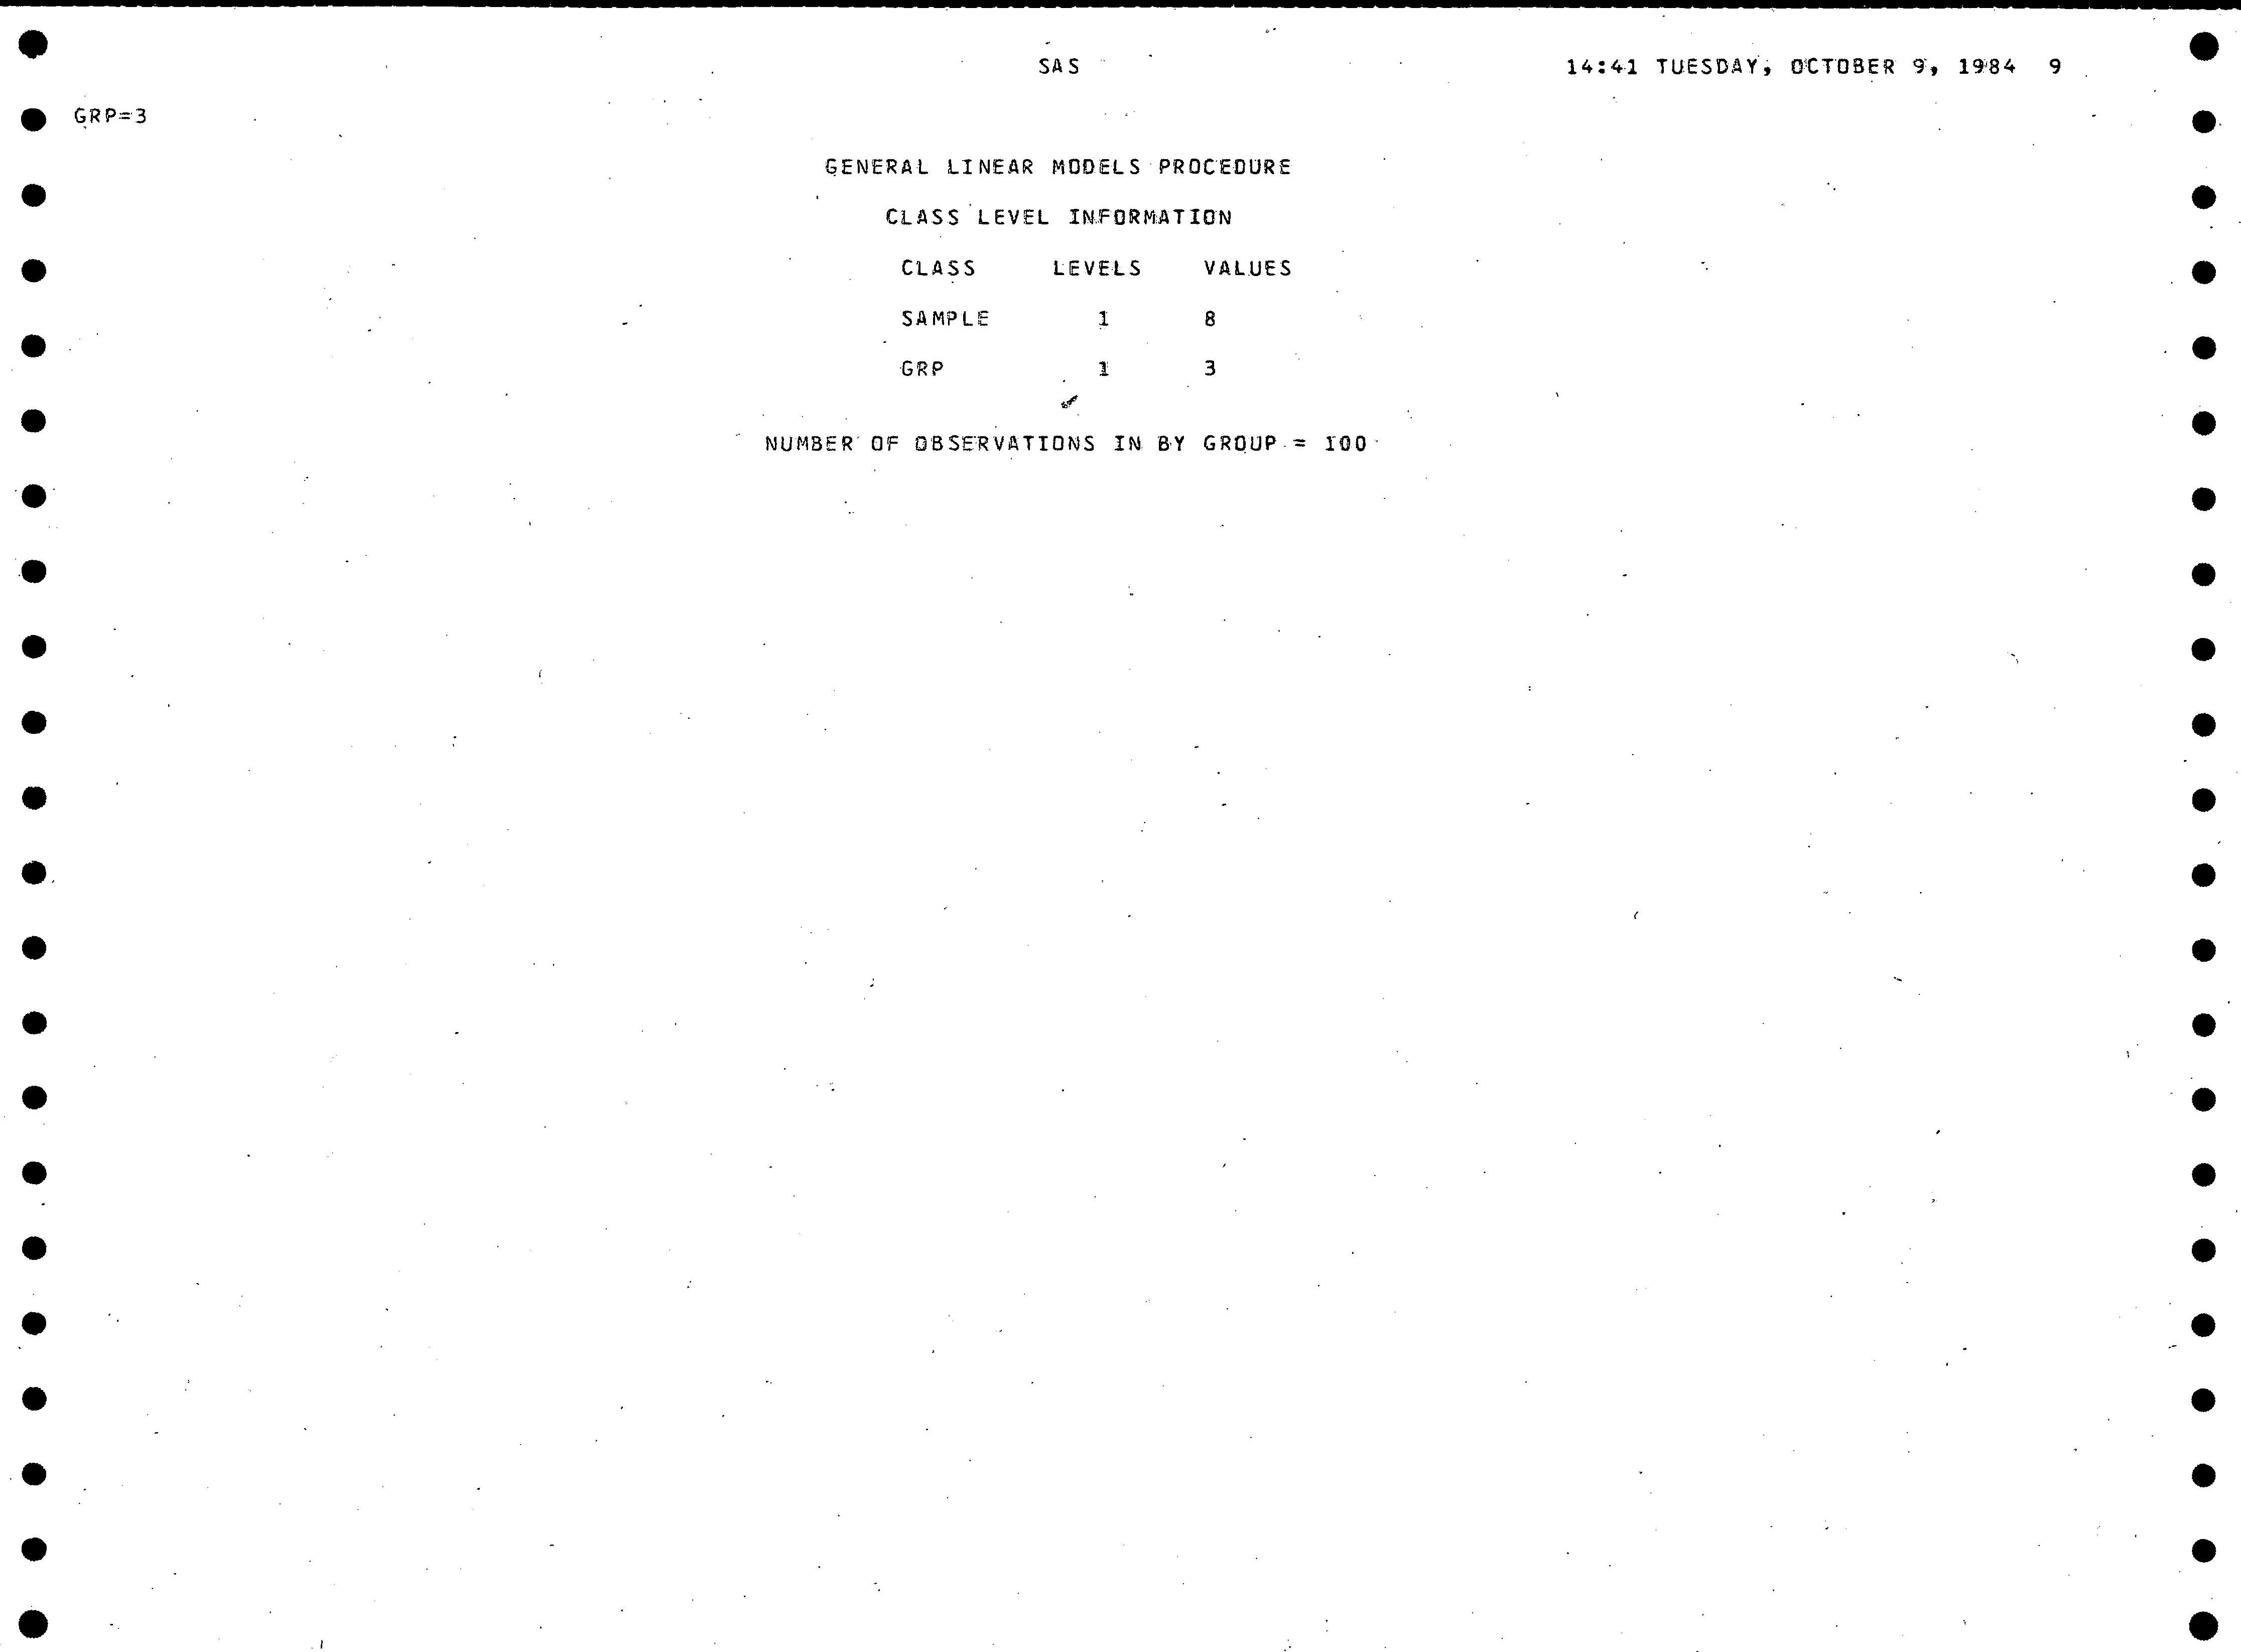 SAS 14:41 TUESDAY, OCTOBER 9, 1984 9
GRP=3
GENERAL LINEAR MODELS PROCEDURE
CLASS LEVEL INFORMATION
CLASS LEVELS VALUES
SAMPLE 1 8
GRP 1 3
NUMBER OF OBSERVATIONS IN BY GROUP = 100